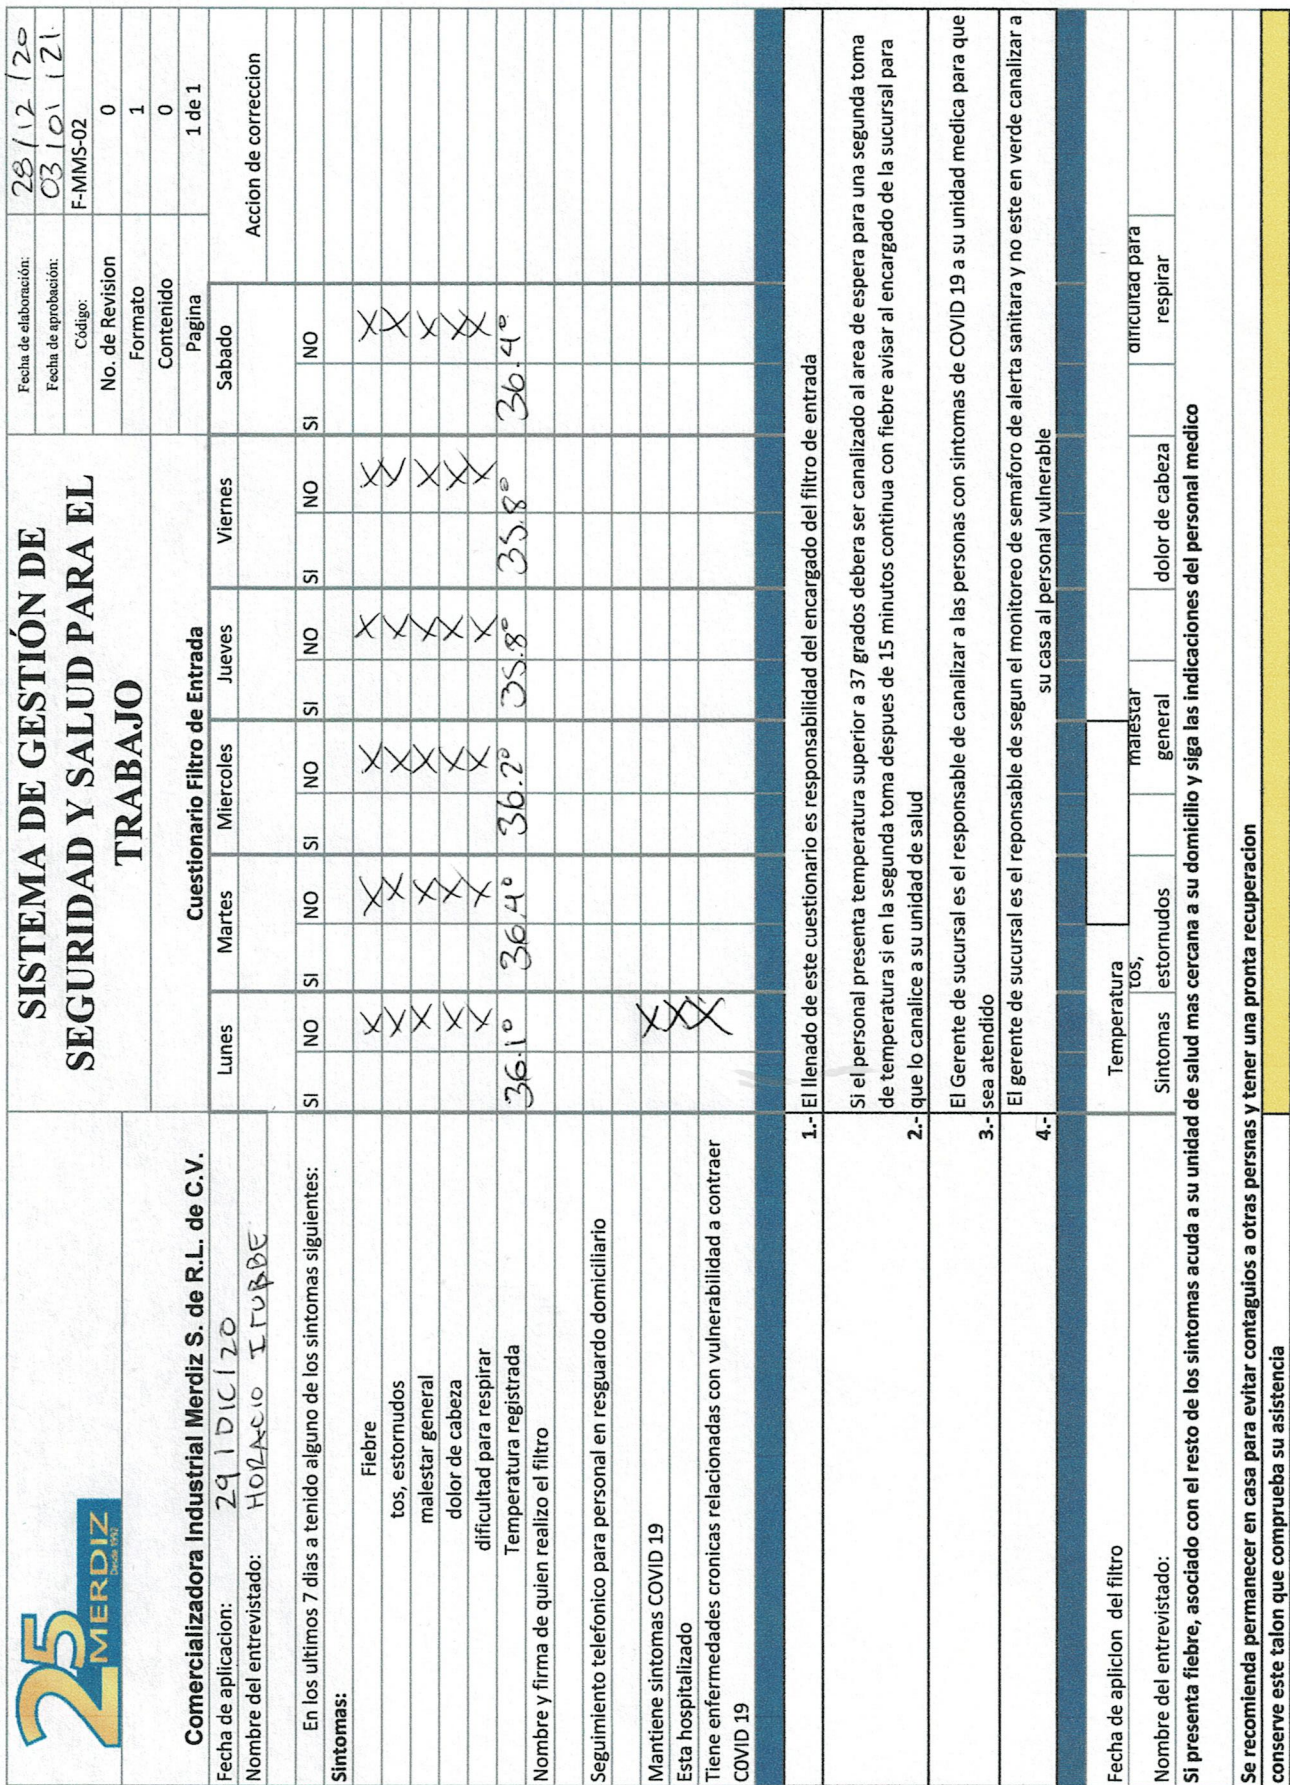 25
MERDIZ
Desde 1992
SISTEMA DE GESTIÓN DE
SEGURIDAD Y SALUD PARA EL
TRABAJO
Fecha de elaboración: 28/12/20
Fecha de aprobación: 03/01/21
Código: F-MMS-02
No. de Revision 0
Formato 1
Contenido 0
Pagina 1 de 1
Comercializadora Industrial Merdiz S. de R.L. de C.V.
Cuestionario Filtro de Entrada
Fecha de aplicacion: 29/DIC/20
Nombre del entrevistado: HORACIO ITURBE
Lunes Martes Miercoles Jueves Viernes Sabado Accion de correccion
En los ultimos 7 dias a tenido alguno de los sintomas siguientes: SI NO SI NO SI NO SI NO SI NO SI NO
Sintomas:
Fiebre X X X X X X
tos, estornudos X X X X X X
malestar general X X X X X X
dolor de cabeza X X X X X X
dificultad para respirar X X X X X X
Temperatura registrada 36.1° 36.4° 36.2° 35.8° 35.8° 36.4°
Nombre y firma de quien realizo el filtro
Seguimiento telefonico para personal en resguardo domiciliario
Mantiene sintomas COVID 19 X
Esta hospitalizado X
Tiene enfermedades cronicas relacionadas con vulnerabilidad a contraer X
COVID 19
1.- El llenado de este cuestionario es responsabilidad del encargado del filtro de entrada
Si el personal presenta temperatura superior a 37 grados debera ser canalizado al area de espera para una segunda toma
de temperatura si en la segunda toma despues de 15 minutos continua con fiebre avisar al encargado de la sucursal para
2.- que lo canalice a su unidad de salud
El Gerente de sucursal es el responsable de canalizar a las personas con sintomas de COVID 19 a su unidad medica para que
3.- sea atendido
El gerente de sucursal es el reponsable de segun el monitoreo de semaforo de alerta sanitara y no este en verde canalizar a
4.- su casa al personal vulnerable
Fecha de aplicion del filtro Temperatura
Nombre del entrevistado: Sintomas tos, estornudos malestar general dolor de cabeza dificultad para respirar
Si presenta fiebre, asociado con el resto de los sintomas acuda a su unidad de salud mas cercana a su domicilio y siga las indicaciones del personal medico
Se recomienda permanecer en casa para evitar contaguios a otras persnas y tener una pronta recuperacion
conserve este talon que comprueba su asistencia